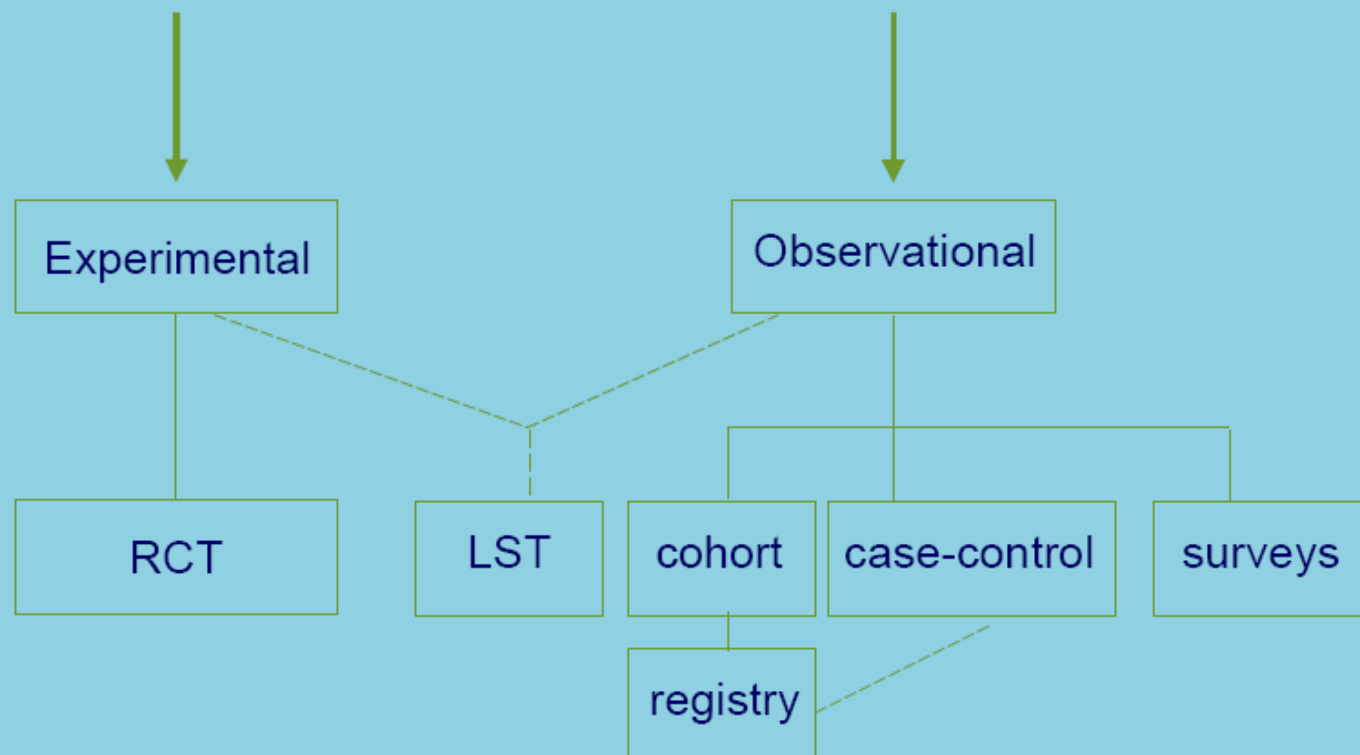 Experimental
Observational
RCT
LST
cohort
case-control
surveys
registry